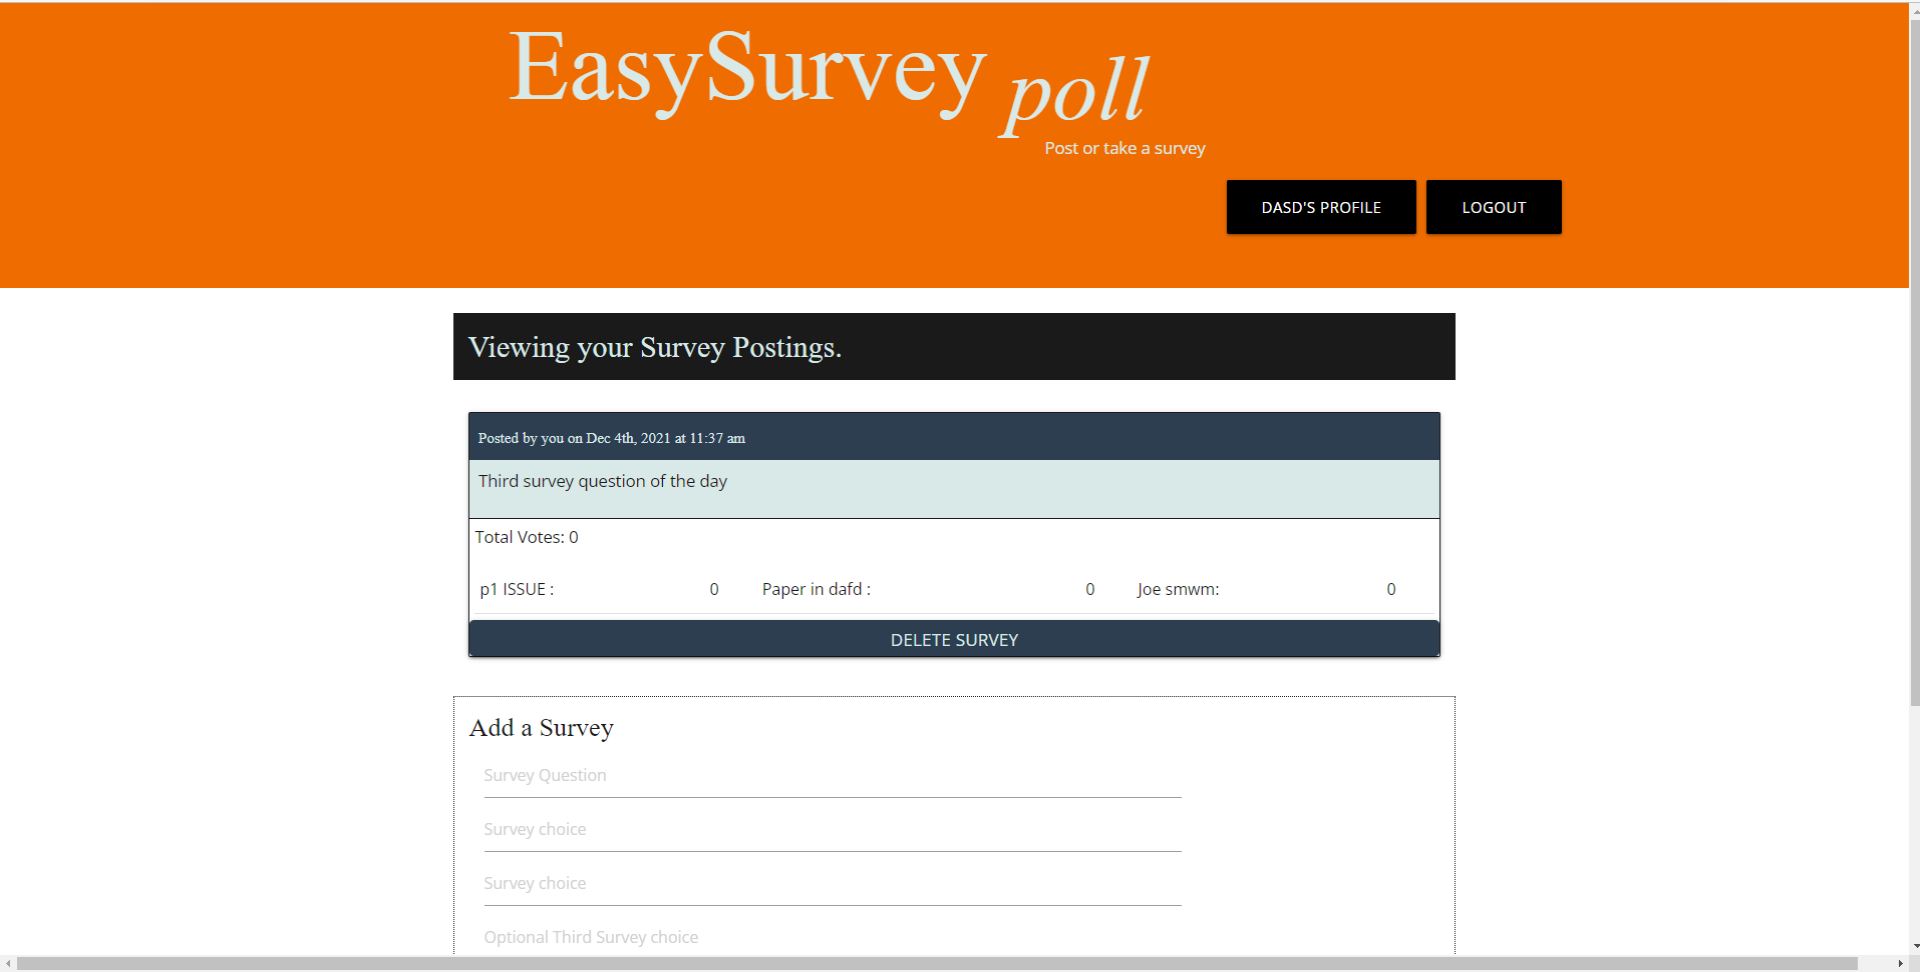 EasySurvey poll
Post or take a survey
DASD'S PROFILE LOGOUT
Viewing your Survey Postings.
Posted by you on Dec 4th, 2021 at 11:37 am
Third survey question of the day
Total Votes: 0
p1 ISSUE : 0 Paper in dafd : 0 Joe smwm: 0
DELETE SURVEY
Add a Survey
Survey Question
Survey choice
Survey choice
Optional Third Survey choice